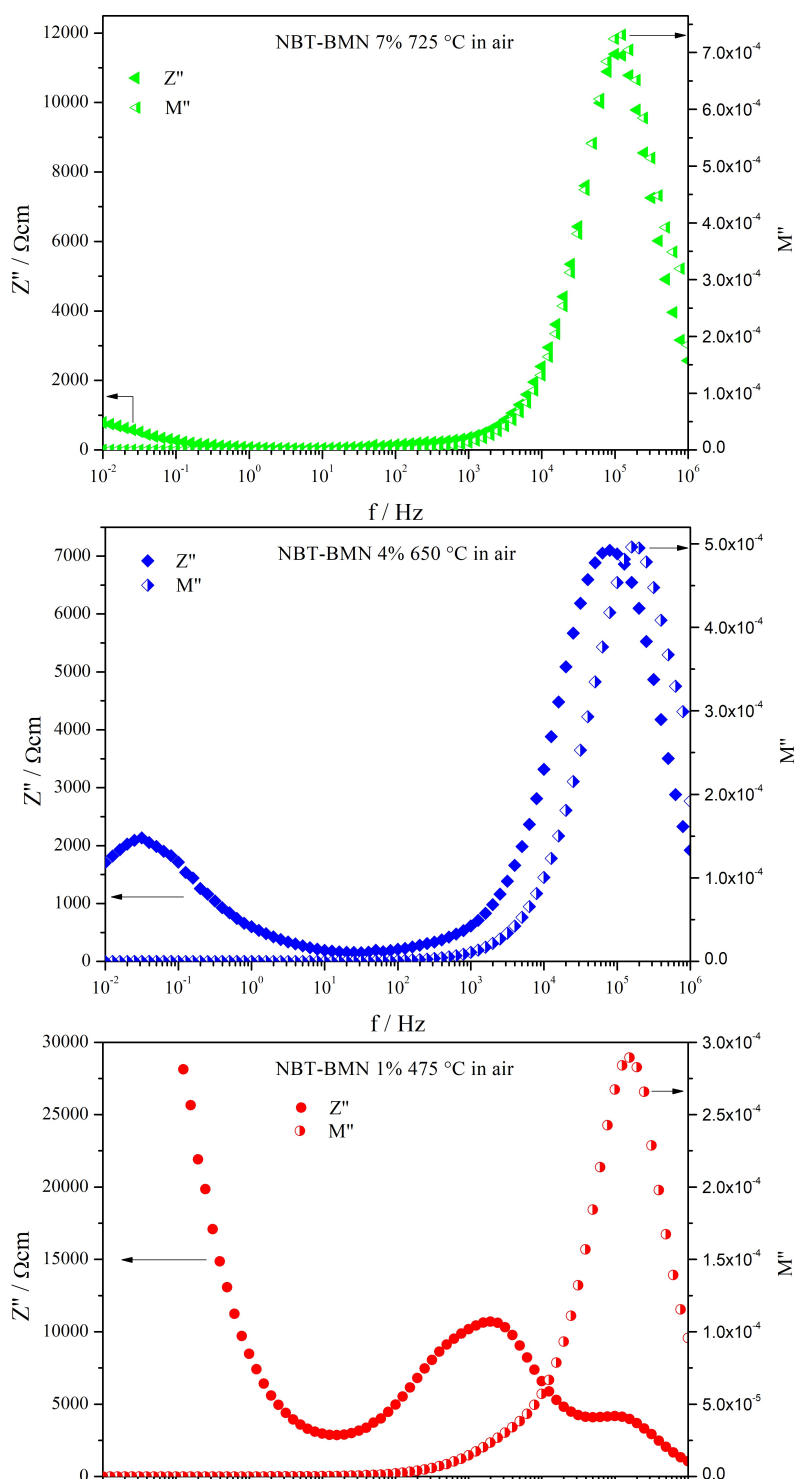 NBT-BMN 7% 725 °C in air
Z"
M"
12000
10000
8000
6000
4000
2000
0
Z" / Ωcm
7.0x10⁻⁴
6.0x10⁻⁴
5.0x10⁻⁴
4.0x10⁻⁴
3.0x10⁻⁴
2.0x10⁻⁴
1.0x10⁻⁴
0.0
M"
10⁻² 10⁻¹ 10⁰ 10¹ 10² 10³ 10⁴ 10⁵ 10⁶
f / Hz
NBT-BMN 4% 650 °C in air
Z"
M"
7000
6000
5000
4000
3000
2000
1000
0
Z" / Ωcm
5.0x10⁻⁴
4.0x10⁻⁴
3.0x10⁻⁴
2.0x10⁻⁴
1.0x10⁻⁴
0.0
M"
10⁻² 10⁻¹ 10⁰ 10¹ 10² 10³ 10⁴ 10⁵ 10⁶
f / Hz
NBT-BMN 1% 475 °C in air
Z"
M"
30000
25000
20000
15000
10000
5000
0
Z" / Ωcm
3.0x10⁻⁴
2.5x10⁻⁴
2.0x10⁻⁴
1.5x10⁻⁴
1.0x10⁻⁴
5.0x10⁻⁵
0.0
M"